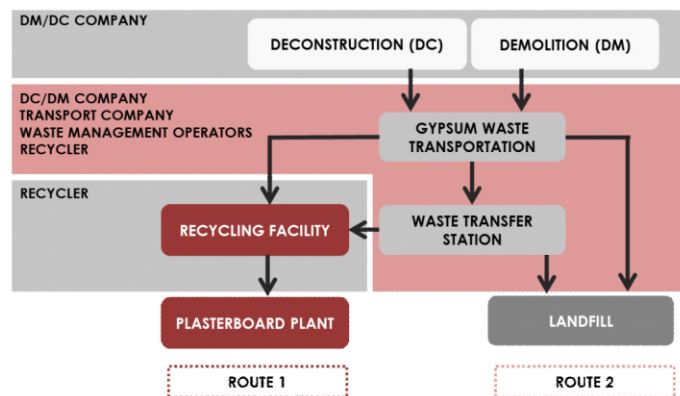 DM/DC COMPANY
DECONSTRUCTION (DC)
DEMOLITION (DM)
DC/DM COMPANY
TRANSPORT COMPANY
WASTE MANAGEMENT OPERATORS
RECYCLER
GYPSUM WASTE
TRANSPORTATION
RECYCLER
RECYCLING FACILITY
WASTE TRANSFER
STATION
PLASTERBOARD PLANT
LANDFILL
ROUTE 1
ROUTE 2